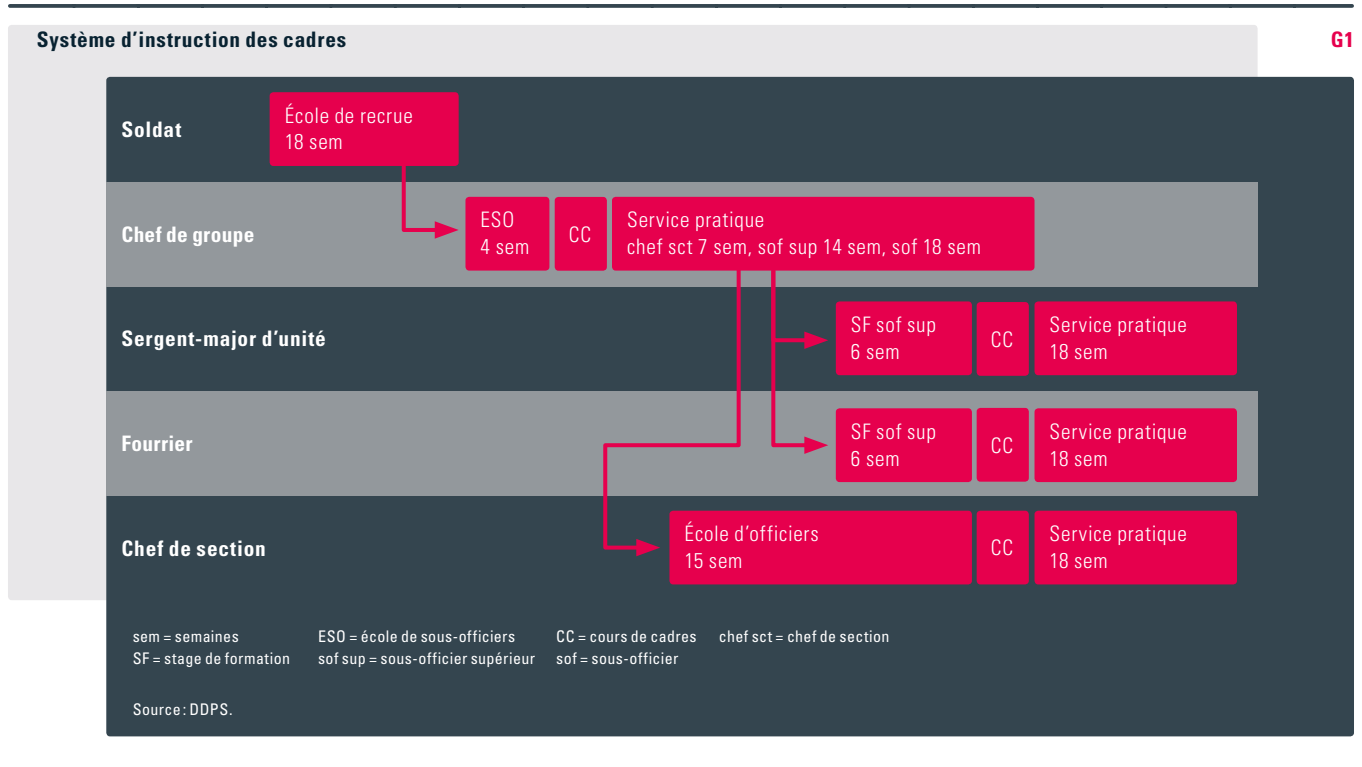 Système d’instruction des cadres
G1
Soldat
École de recrue
18 sem
Chef de groupe
ESO
4 sem
CC
Service pratique
chef sct 7 sem, sof sup 14 sem, sof 18 sem
Sergent-major d’unité
SF sof sup
6 sem
CC
Service pratique
18 sem
Fourrier
SF sof sup
6 sem
CC
Service pratique
18 sem
Chef de section
École d’officiers
15 sem
CC
Service pratique
18 sem
sem = semaines ESO = école de sous-officiers CC = cours de cadres chef sct = chef de section
SF = stage de formation sof sup = sous-officier supérieur sof = sous-officier
Source: DDPS.